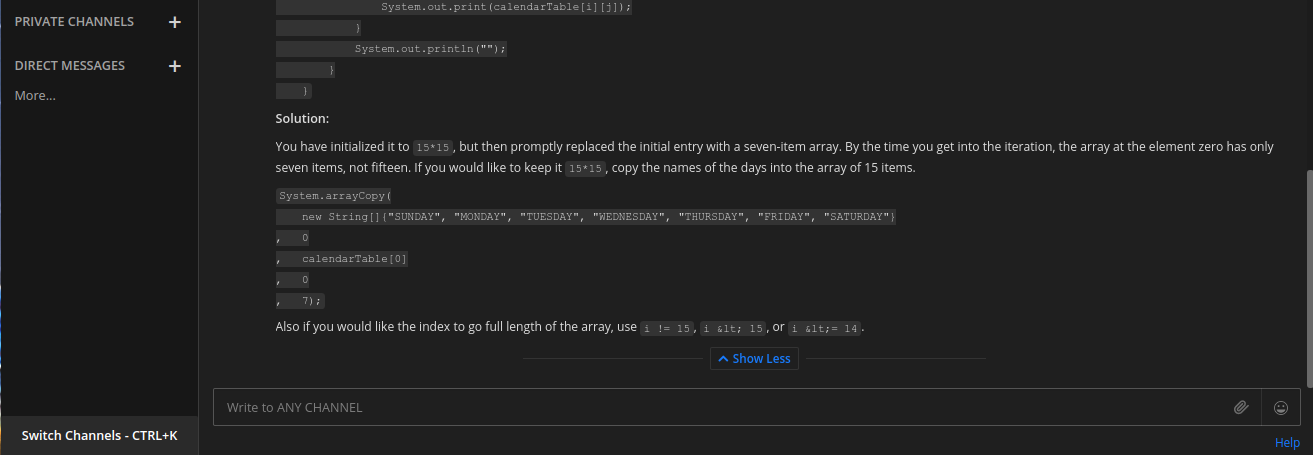 PRIVATE CHANNELS +
DIRECT MESSAGES +
More...
Switch Channels - CTRL+K
System.out.print(calendarTable[i][j]);
}
System.out.println("");
}
}
Solution:
You have initialized it to 15*15, but then promptly replaced the initial entry with a seven-item array. By the time you get into the iteration, the array at the element zero has only
seven items, not fifteen. If you would like to keep it 15*15, copy the names of the days into the array of 15 items.
System.arrayCopy(
new String[]{"SUNDAY", "MONDAY", "TUESDAY", "WEDNESDAY", "THURSDAY", "FRIDAY", "SATURDAY"}
, 0
, calendarTable[0]
, 0
, 7);
Also if you would like the index to go full length of the array, use i != 15, i &lt; 15, or i &lt;= 14.
Show Less
Write to ANY CHANNEL
Help